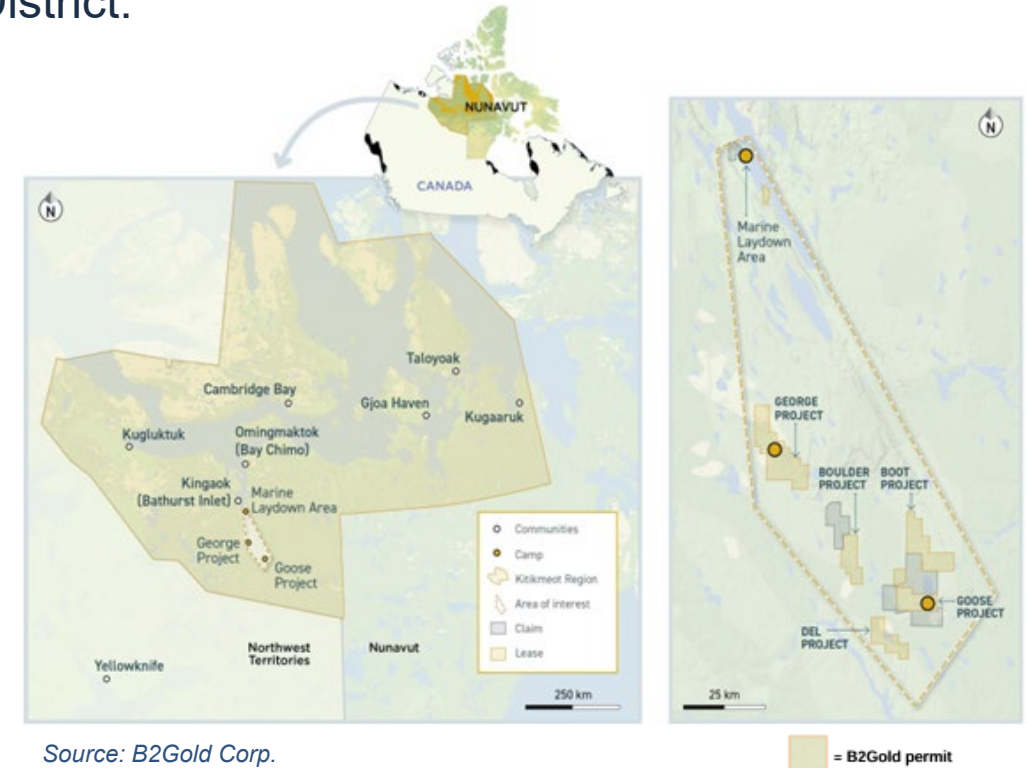 District.
NUNAVUT
CANADA
N
Taloyoak
Cambridge Bay
Gjoa Haven
Kugaaruk
Kugluktuk
Omingmaktok
(Bay Chimo)
Kingaok
(Bathurst Inlet)
Marine
Laydown Area
George
Project
Goose
Project
Northwest
Territories
Nunavut
Yellowknife
Communities
Camp
Kitikmeot Region
Area of interest
Claim
Lease
250 km
N
Marine
Laydown
Area
GEORGE
PROJECT
BOULDER
PROJECT
BOOT
PROJECT
GOOSE
PROJECT
DEL
PROJECT
25 km
Source: B2Gold Corp.
= B2Gold permit